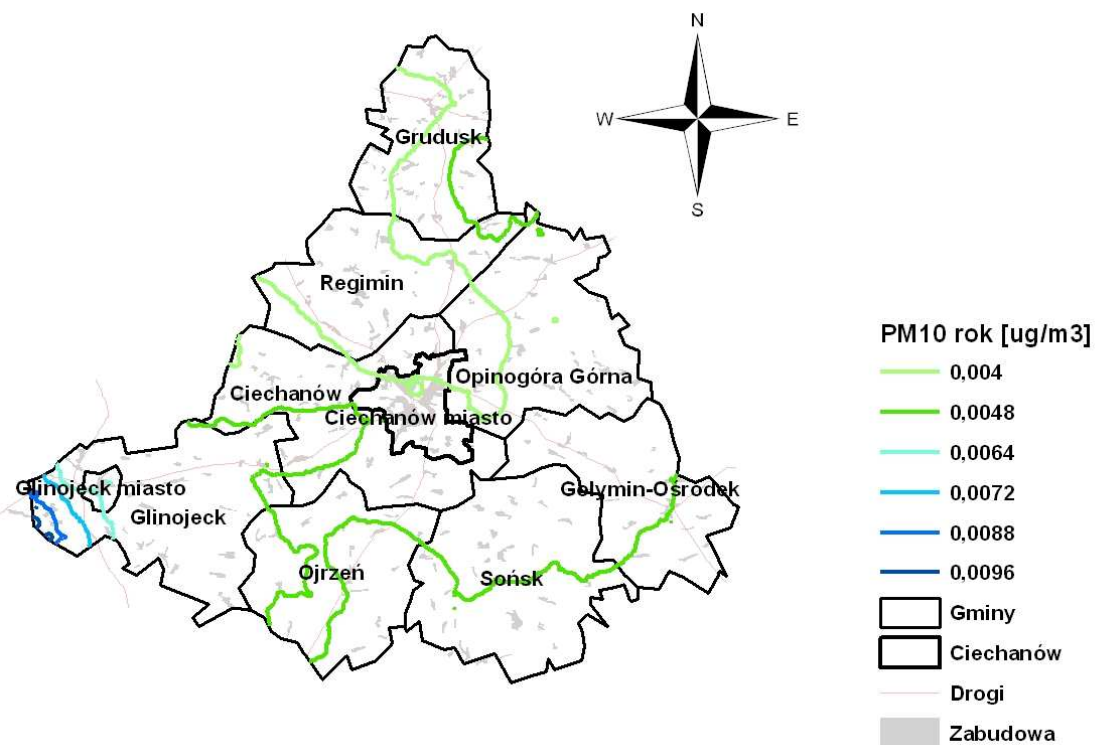 N
W
E
S
Grudusk
Regimin
Opinogóra Górna
Ciechanów
Ciechanów miasto
Glinojeck miasto
Glinojeck
Gołymin-Ośrodek
Ojrzeń
Sońsk
PM10 rok [ug/m3]
0,004
0,0048
0,0064
0,0072
0,0088
0,0096
Gminy
Ciechanów
Drogi
Zabudowa